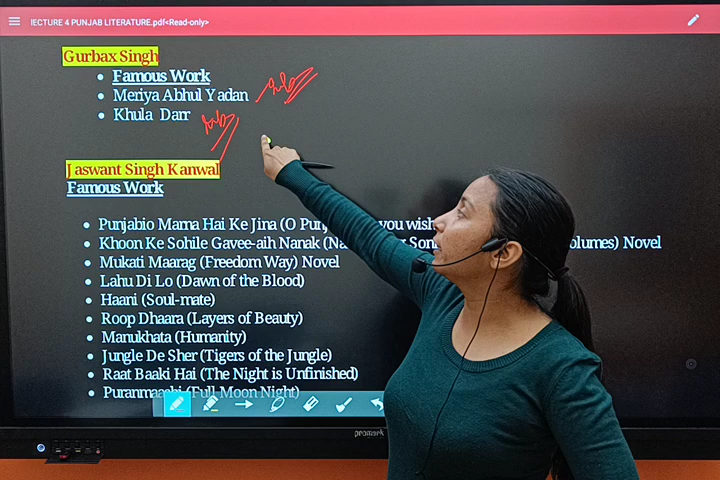 lECTURE 4 PUNJAB LITERATURE.pdf<Read-only>
Gurbax Singh
• Famous Work
• Meriya Abhul Yadan
• Khula Darr
Jaswant Singh Kanwal
Famous Work
• Punjabio Marna Hai Ke Jina (O Pun you wish
• Khoon Ke Sohile Gavee-aih Nanak (Na Son olumes) Novel
• Mukati Maarag (Freedom Way) Novel
• Lahu Di Lo (Dawn of the Blood)
• Haani (Soul-mate)
• Roop Dhaara (Layers of Beauty)
• Manukhata (Humanity)
• Jungle De Sher (Tigers of the Jungle)
• Raat Baaki Hai (The Night is Unfinished)
• Puranmaashi (Full Moon Night)
promark